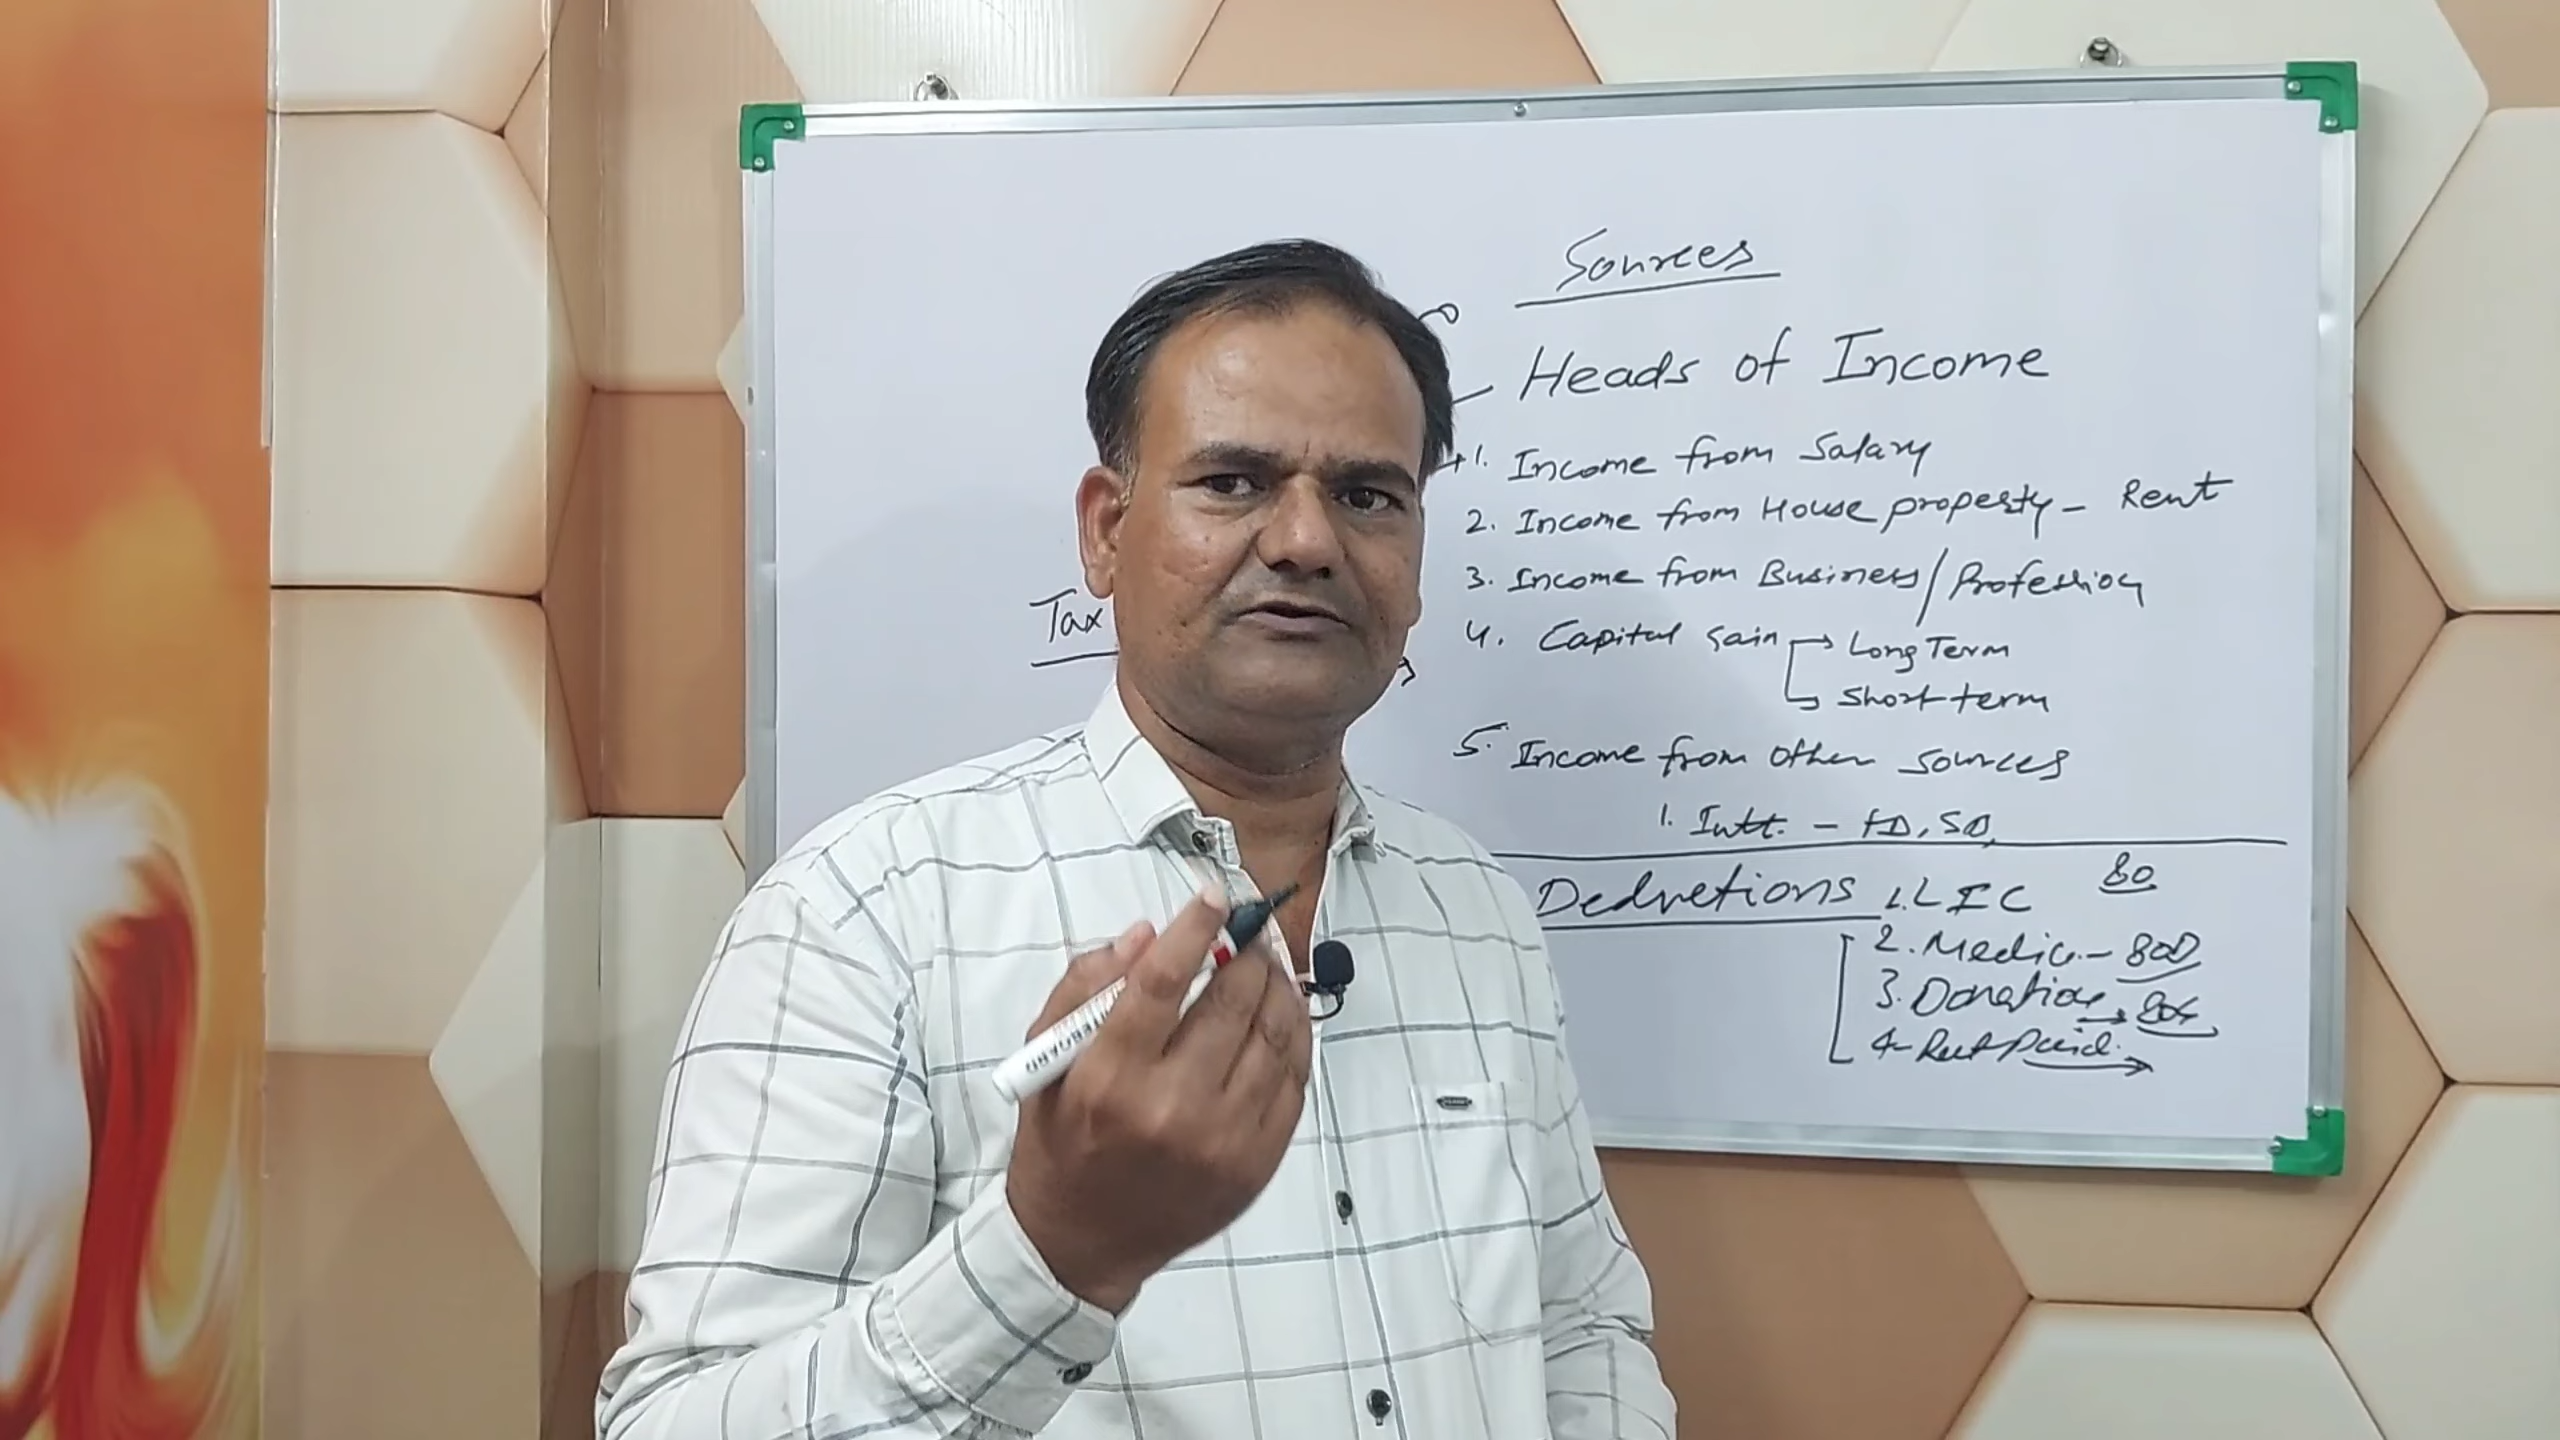 Sources
Heads of Income
1. Income from Salary
2. Income from House property - Rent
3. Income from Business/Profession
4. Capital Gain → Long Term
→ Short term
5. Income from Other Sources
1. Intt. - FD, SD
Tax
Deductions 1. LIC 80
2. Medic. - 80D
3. Donation → 80G
4- Rent Paid. →